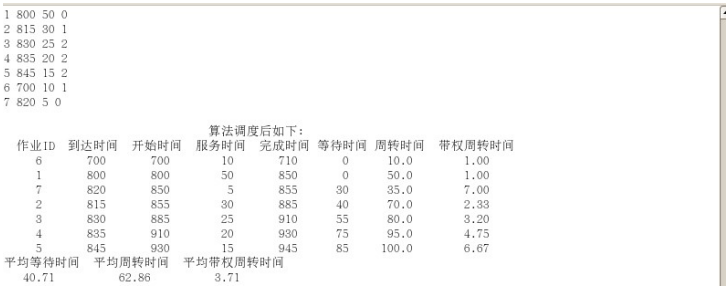 1 800 50 0
2 815 30 1
3 830 25 2
4 835 20 2
5 845 15 2
6 700 10 1
7 820 5 0
算法调度后如下:
作业ID 到达时间 开始时间 服务时间 完成时间 等待时间 周转时间 带权周转时间
6 700 700 10 710 0 10.0 1.00
1 800 800 50 850 0 50.0 1.00
7 820 850 5 855 30 35.0 7.00
2 815 855 30 885 40 70.0 2.33
3 830 885 25 910 55 80.0 3.20
4 835 910 20 930 75 95.0 4.75
5 845 930 15 945 85 100.0 6.67
平均等待时间 平均周转时间 平均带权周转时间
40.71 62.86 3.71